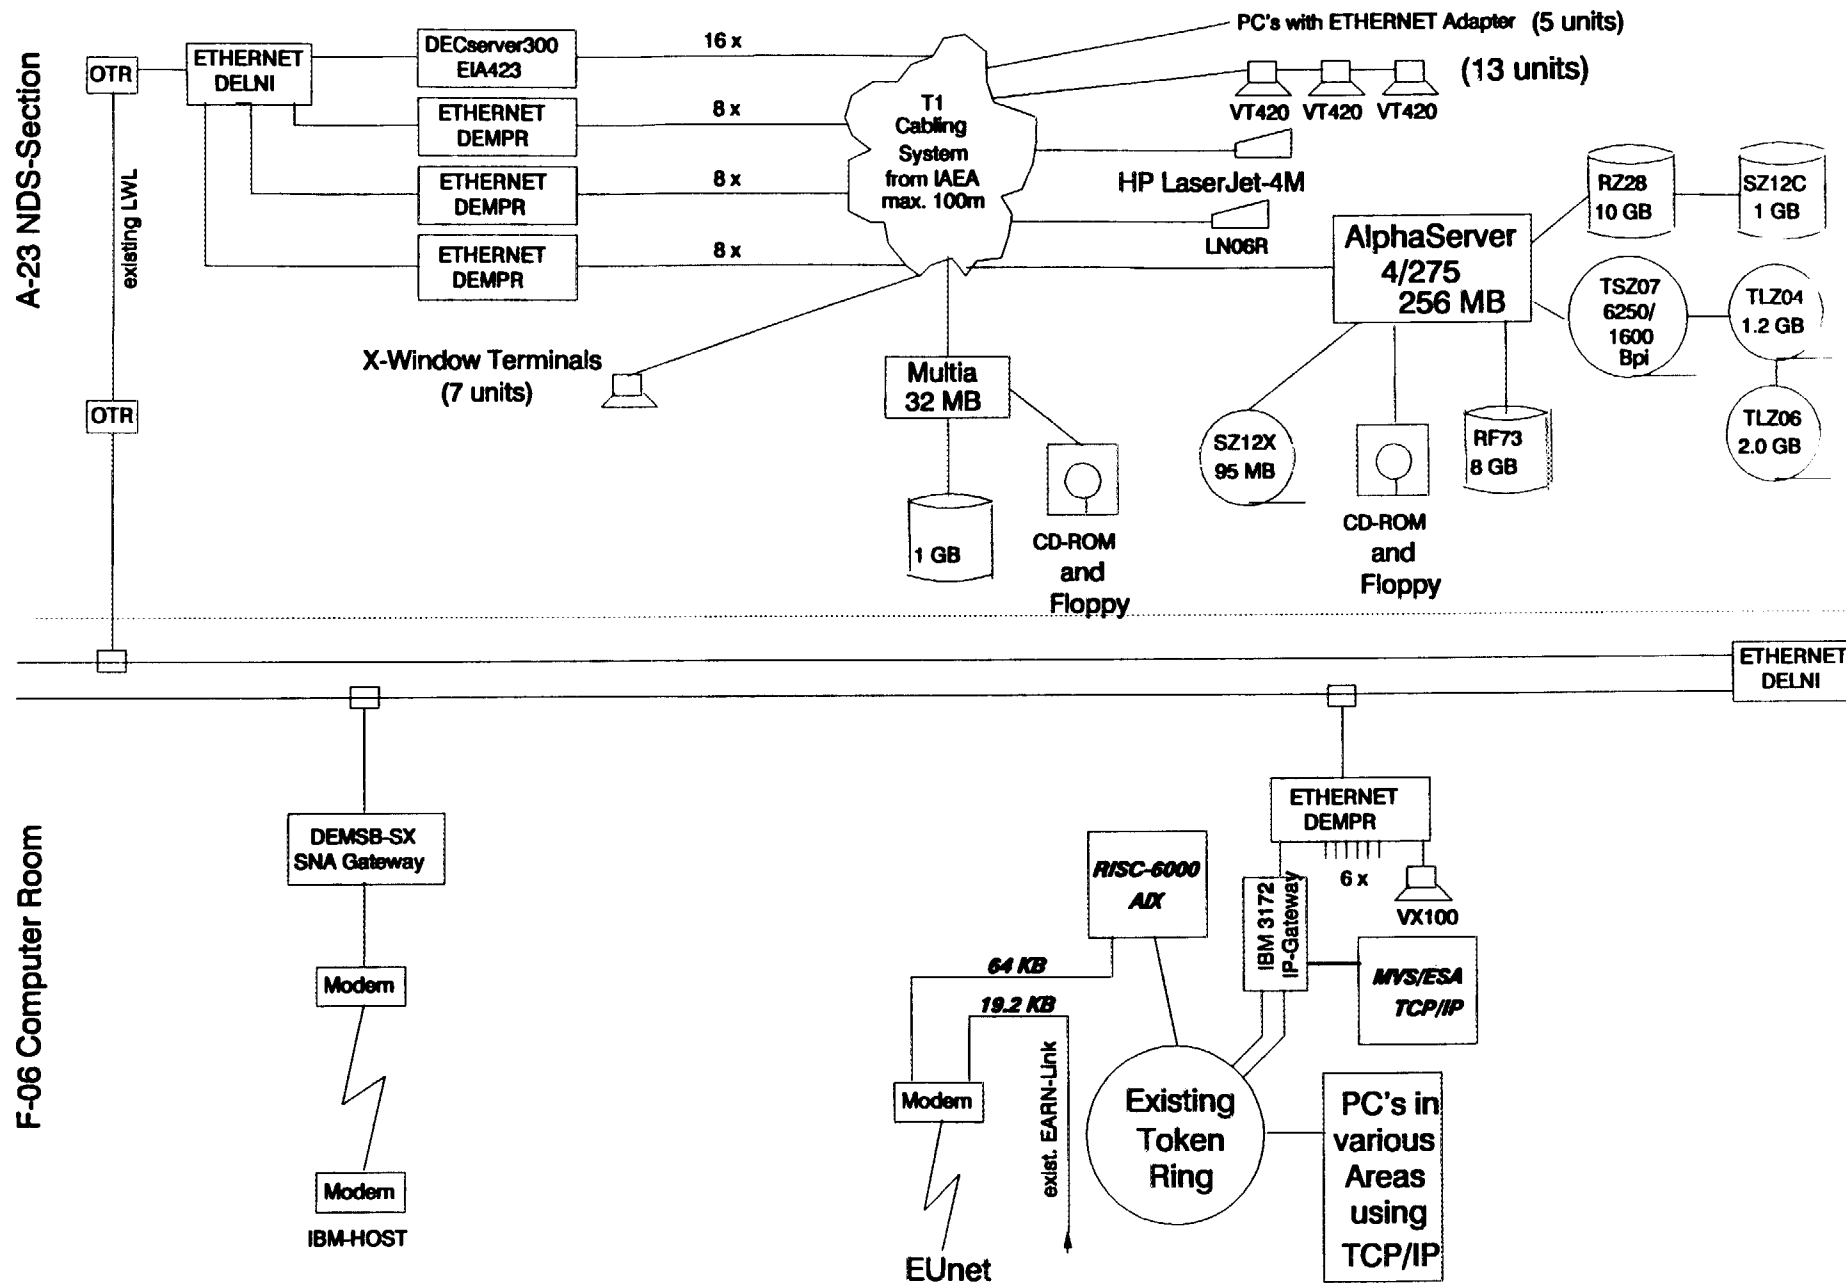 A-23 NDS-Section
OTR
existing LWL
OTR
ETHERNET
DELNI
DECserver300
EIA423
16 x
ETHERNET
DEMPR
8 x
ETHERNET
DEMPR
8 x
ETHERNET
DEMPR
8 x
T1
Cabling
System
from IAEA
max. 100m
PC's with ETHERNET Adapter (5 units)
(13 units)
VT420 VT420 VT420
HP LaserJet-4M
LN06R
AlphaServer
4/275
256 MB
RZ28
10 GB
SZ12C
1 GB
TSZ07
6250/
1600
Bpi
TLZ04
1.2 GB
TLZ06
2.0 GB
X-Window Terminals
(7 units)
Multia
32 MB
1 GB
CD-ROM
and
Floppy
SZ12X
95 MB
CD-ROM
and
Floppy
RF73
8 GB
ETHERNET
DELNI
F-06 Computer Room
DEMSB-SX
SNA Gateway
Modem
Modem
IBM-HOST
ETHERNET
DEMPR
6 x
VX100
RISC-6000
AIX
IBM 3172
IP-Gateway
MVS/ESA
TCP/IP
64 KB
19.2 KB
Modem
exist. EARN-Link
EUnet
Existing
Token
Ring
PC's in
various
Areas
using
TCP/IP